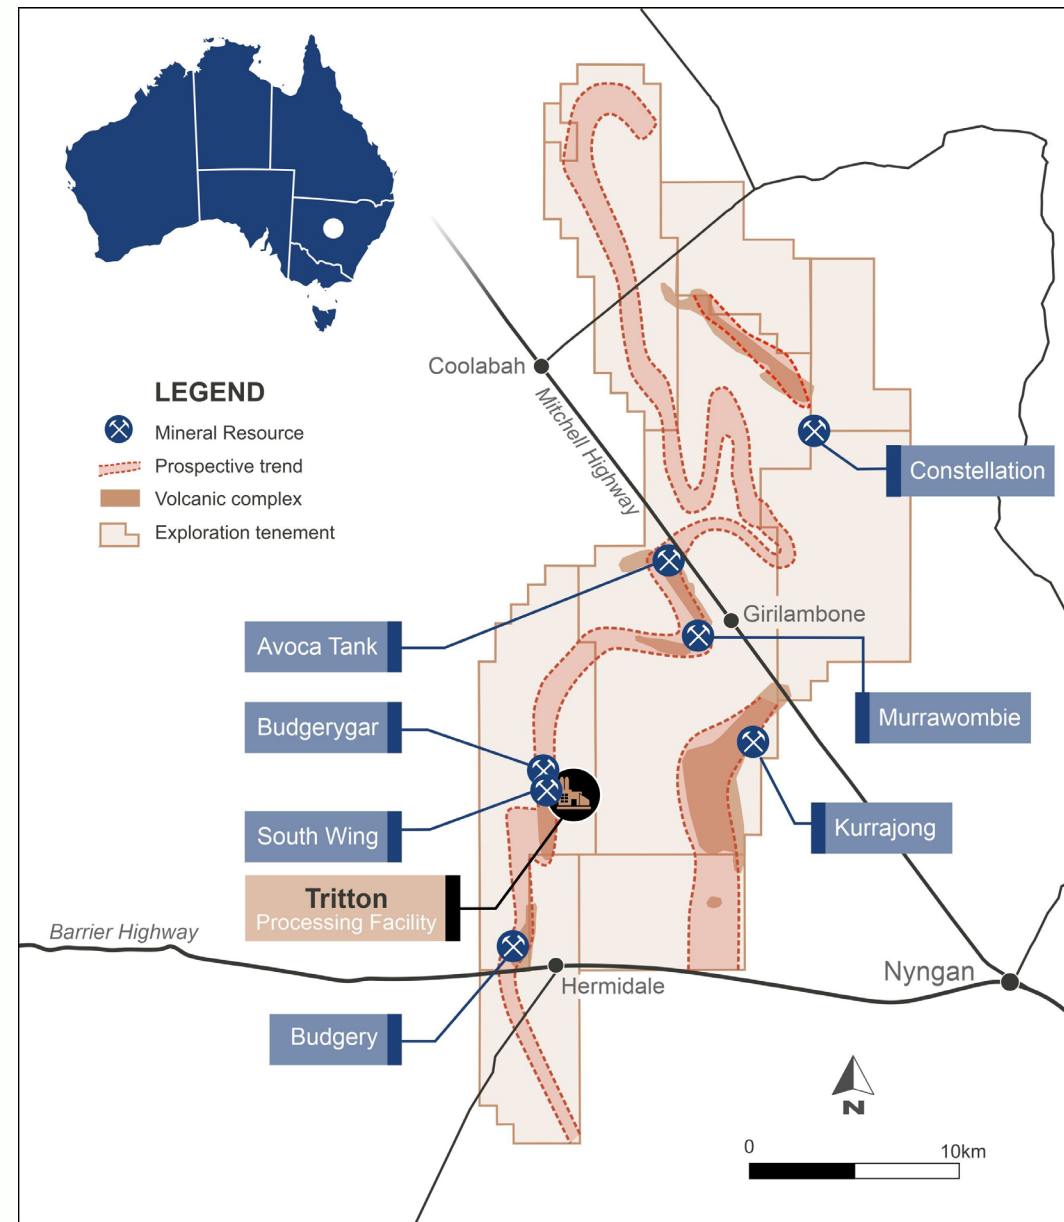 Coolabah
Mitchell Highway
LEGEND
Mineral Resource
Prospective trend
Volcanic complex
Exploration tenement
Constellation
Girilambone
Avoca Tank
Murrawombie
Budgerygar
South Wing
Kurrajong
Tritton
Processing Facility
Barrier Highway
Nyngan
Hermidale
Budgery
N
0 10km